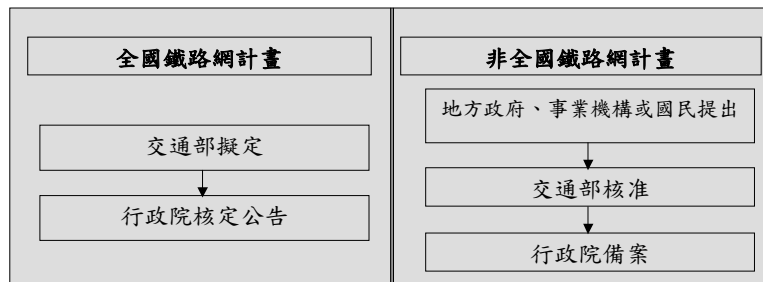 全國鐵路網計畫
交通部擬定
行政院核定公告
非全國鐵路網計畫
地方政府、事業機構或國民提出
交通部核准
行政院備案